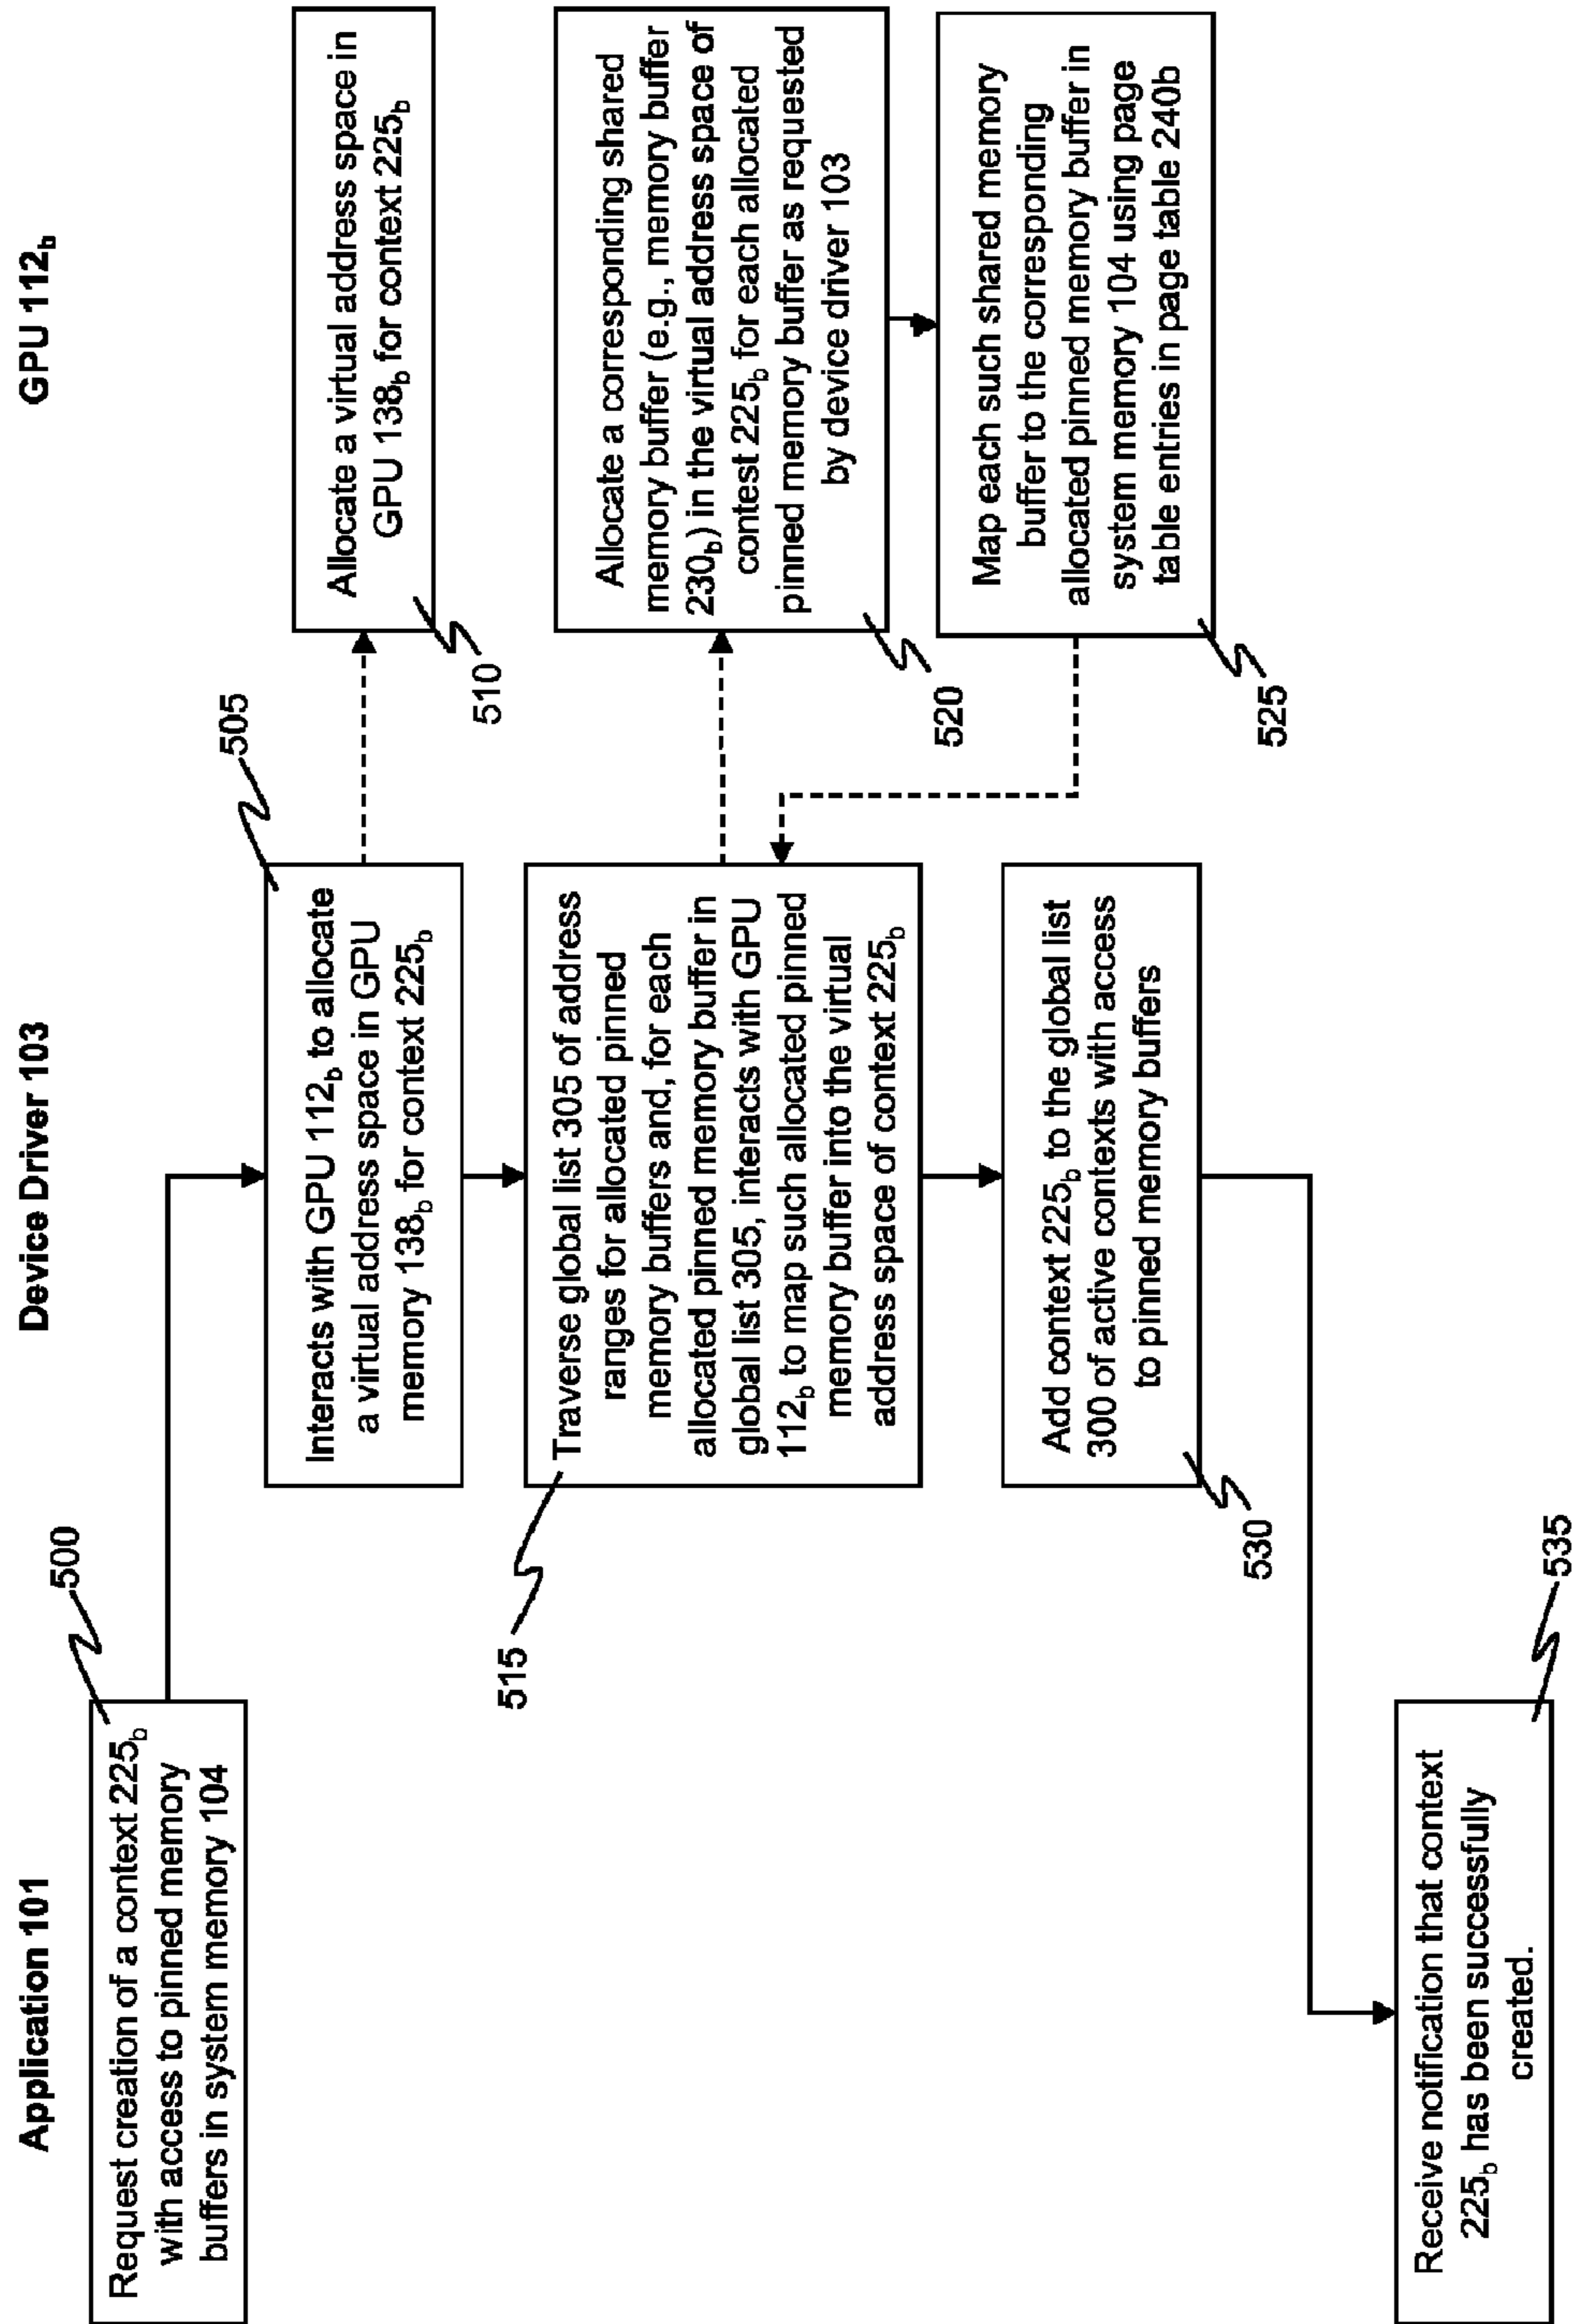 Application 101
Device Driver 103
GPU 112b
500
Request creation of a context 225b
with access to pinned memory
buffers in system memory 104
505
Interacts with GPU 112b to allocate
a virtual address space in GPU
memory 138b for context 225b
Allocate a virtual address space in
GPU 138b for context 225b
510
515
Traverse global list 305 of address
ranges for allocated pinned
memory buffers and, for each
allocated pinned memory buffer in
global list 305, interacts with GPU
112b to map such allocated pinned
memory buffer into the virtual
address space of context 225b
Allocate a corresponding shared
memory buffer (e.g., memory buffer
230b) in the virtual address space of
contest 225b for each allocated
pinned memory buffer as requested
by device driver 103
520
Map each such shared memory
buffer to the corresponding
allocated pinned memory buffer in
system memory 104 using page
table entries in page table 240b
525
Add context 225b to the global list
300 of active contexts with access
to pinned memory buffers
530
Receive notification that context
225b has been successfully
created.
535